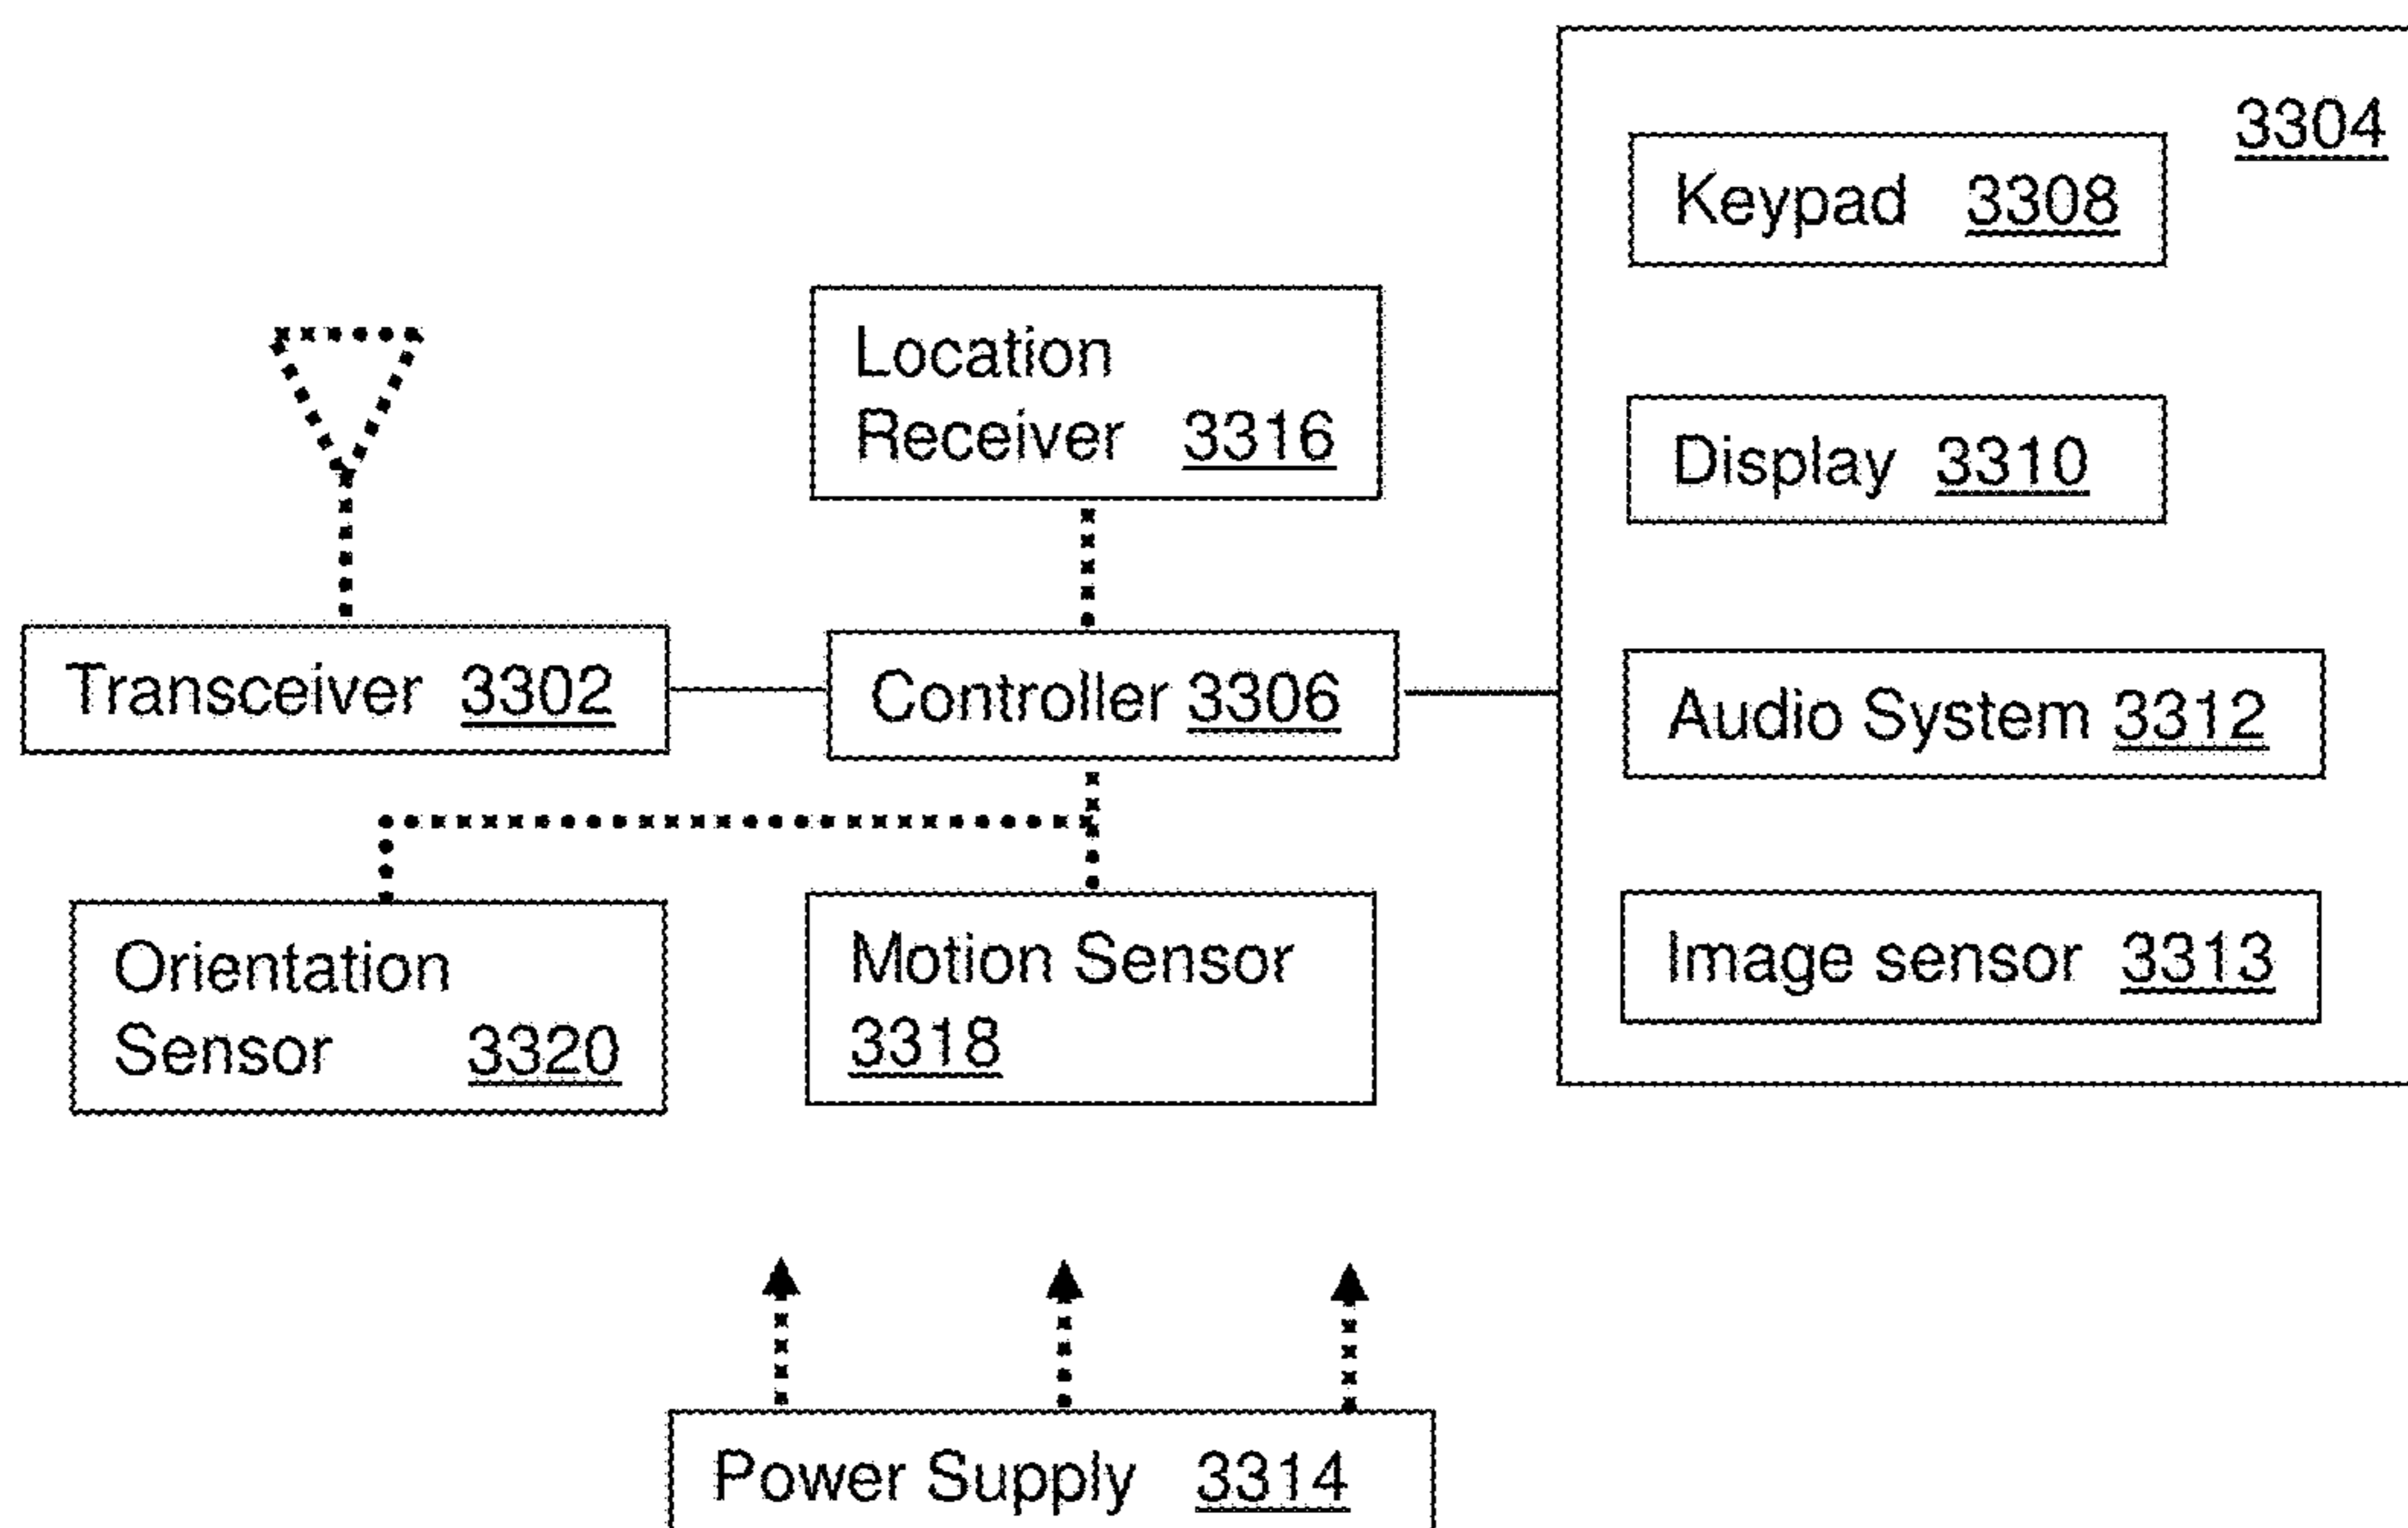 3304
Keypad 3308
Location
Receiver 3316
Display 3310
Transceiver 3302
Controller 3306
Audio System 3312
Orientation
Sensor 3320
Motion Sensor
3318
Image sensor 3313
Power Supply 3314